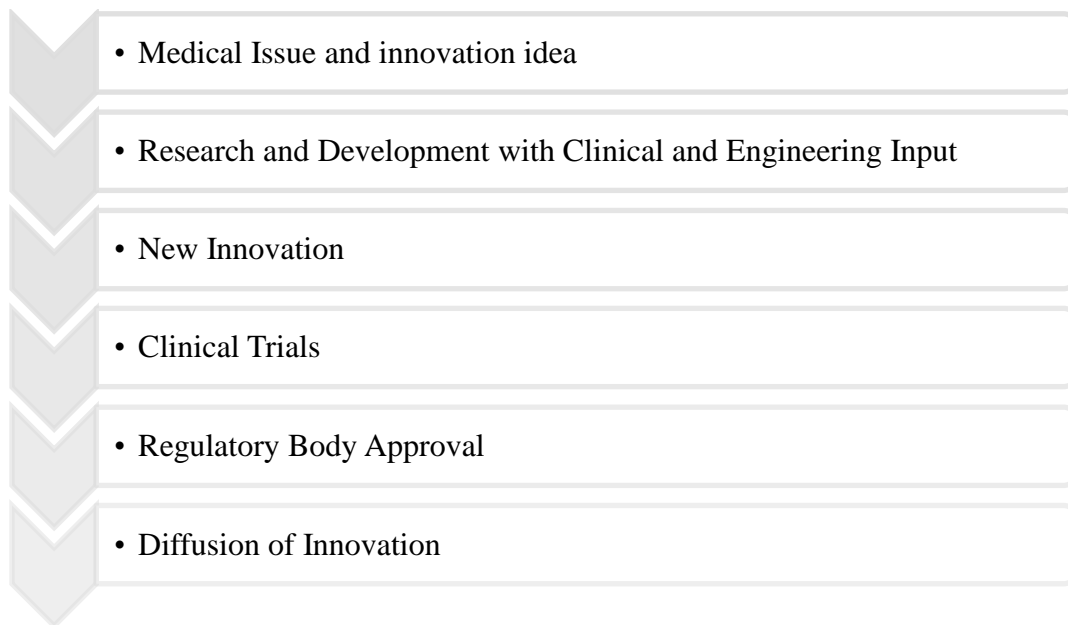 • Medical Issue and innovation idea
• Research and Development with Clinical and Engineering Input
• New Innovation
• Clinical Trials
• Regulatory Body Approval
• Diffusion of Innovation